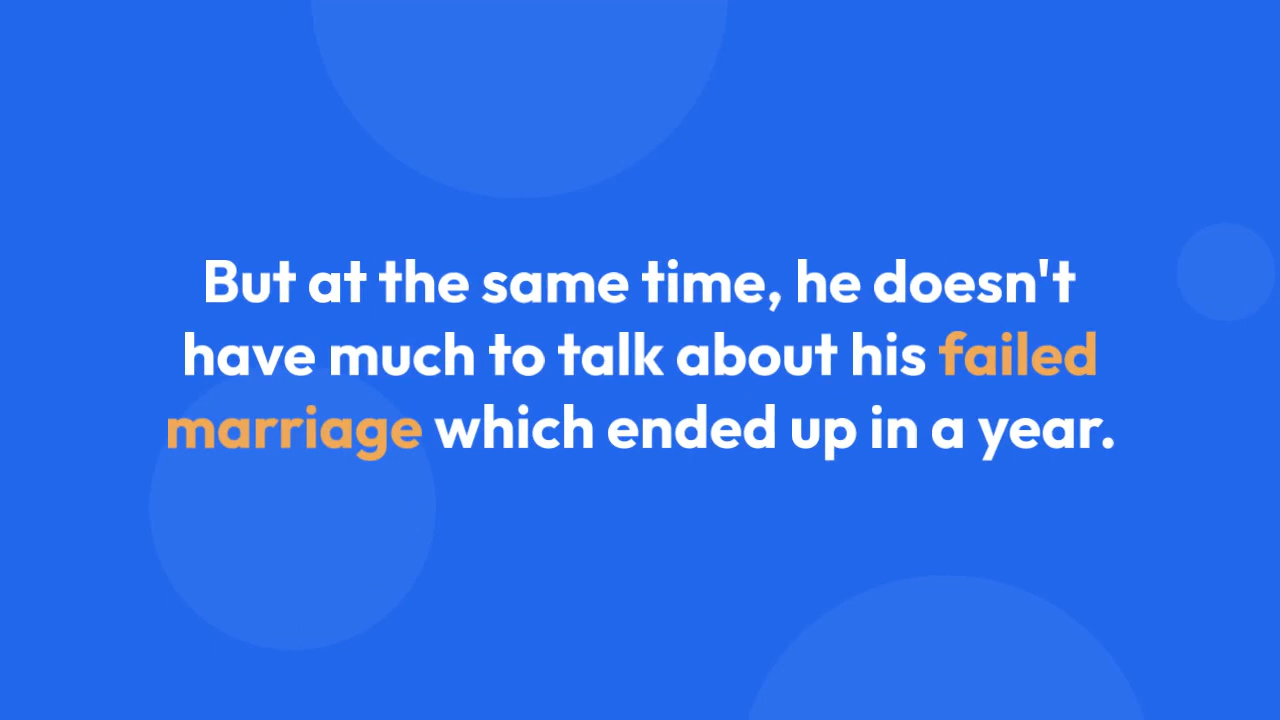 But at the same time, he doesn't
have much to talk about his failed
marriage which ended up in a year.